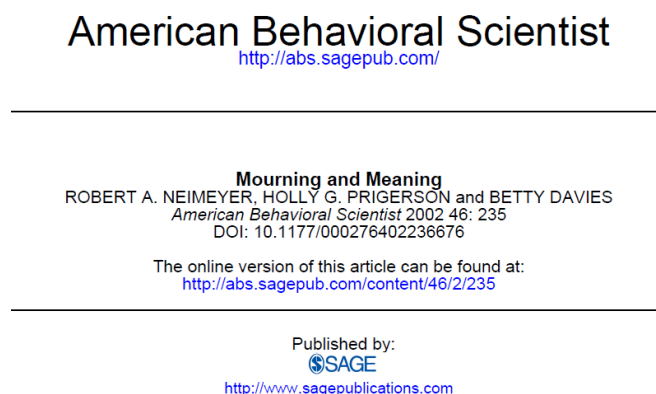 American Behavioral Scientist
http://abs.sagepub.com/
Mourning and Meaning
ROBERT A. NEIMEYER, HOLLY G. PRIGERSON and BETTY DAVIES
American Behavioral Scientist 2002 46: 235
DOI: 10.1177/000276402236676
The online version of this article can be found at:
http://abs.sagepub.com/content/46/2/235
Published by:
SAGE
http://www.sagepublications.com